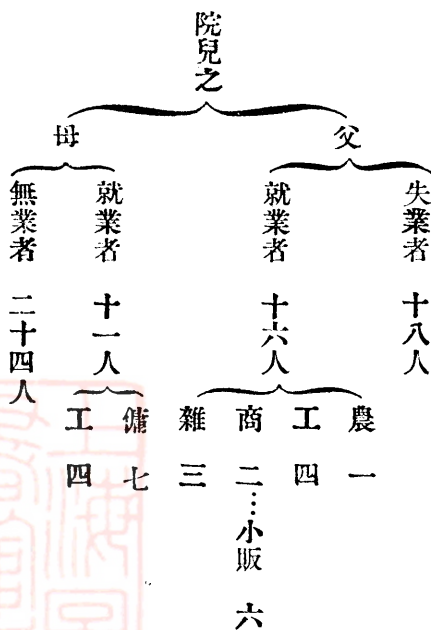 院兒之
父
失業者 十八人
就業者 十六人
農 一
工 四
商 二…小販 六
雜 三
母
就業者 十一人
傭 七
工 四
無業者 二十四人